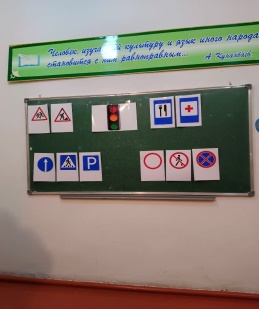 Человек, изучивший культуру и язык иного народа,
становится с ним равноправным...
А Кунанбаев
P